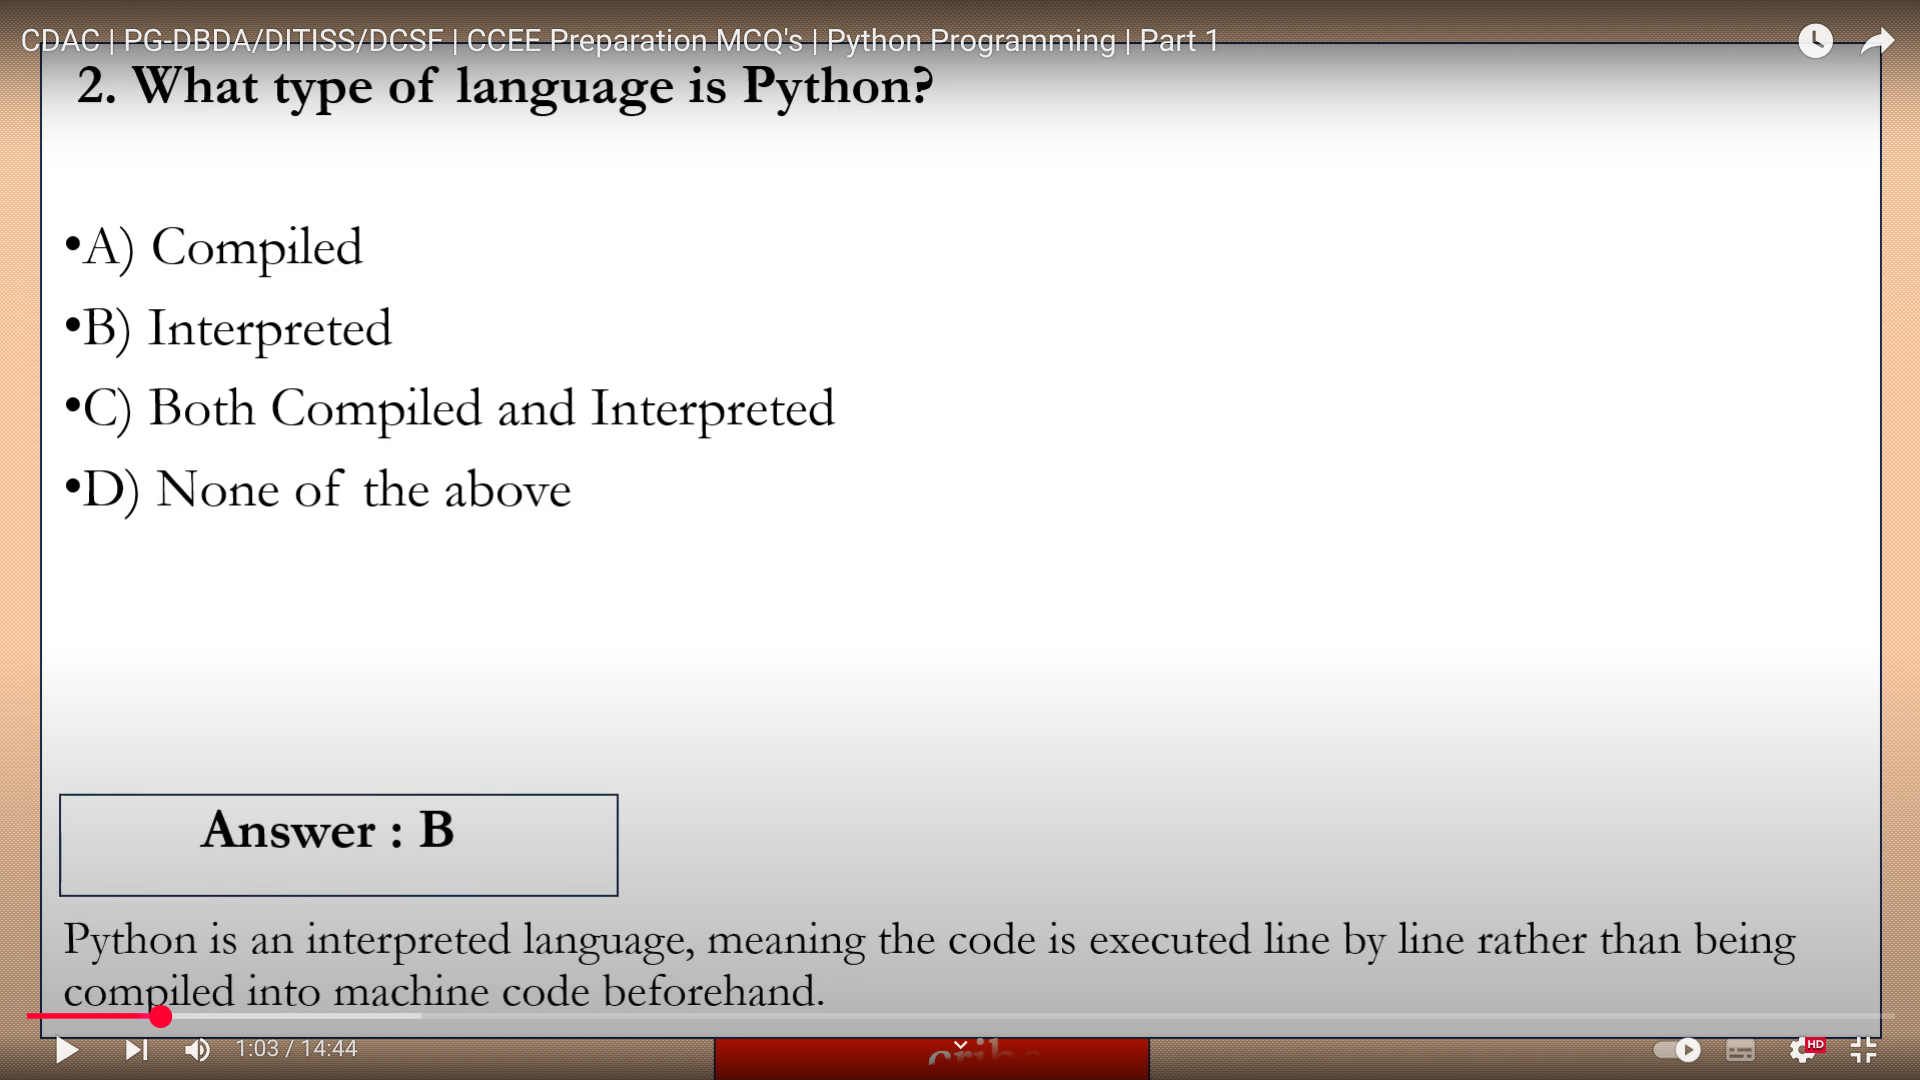 CDAC | PG-DBDA/DITISS/DCSF | CCEE Preparation MCQ's | Python Programming | Part 1
2. What type of language is Python?
•A) Compiled
•B) Interpreted
•C) Both Compiled and Interpreted
•D) None of the above
Answer : B
Python is an interpreted language, meaning the code is executed line by line rather than being
compiled into machine code beforehand.
1:03 / 14:44
HD